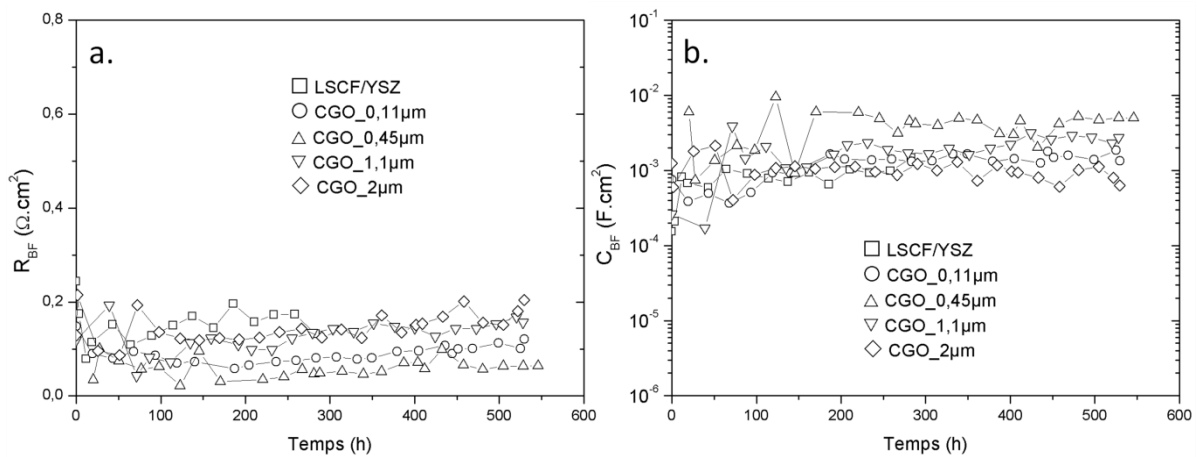 a.
0,8
0,6
0,4
0,2
0,0
R_BF (Ω.cm²)
LSCF/YSZ
CGO_0,11µm
CGO_0,45µm
CGO_1,1µm
CGO_2µm
0 100 200 300 400 500 600
Temps (h)
b.
10⁻¹
10⁻²
10⁻³
10⁻⁴
10⁻⁵
10⁻⁶
C_BF (F.cm²)
LSCF/YSZ
CGO_0,11µm
CGO_0,45µm
CGO_1,1µm
CGO_2µm
0 100 200 300 400 500 600
Temps (h)